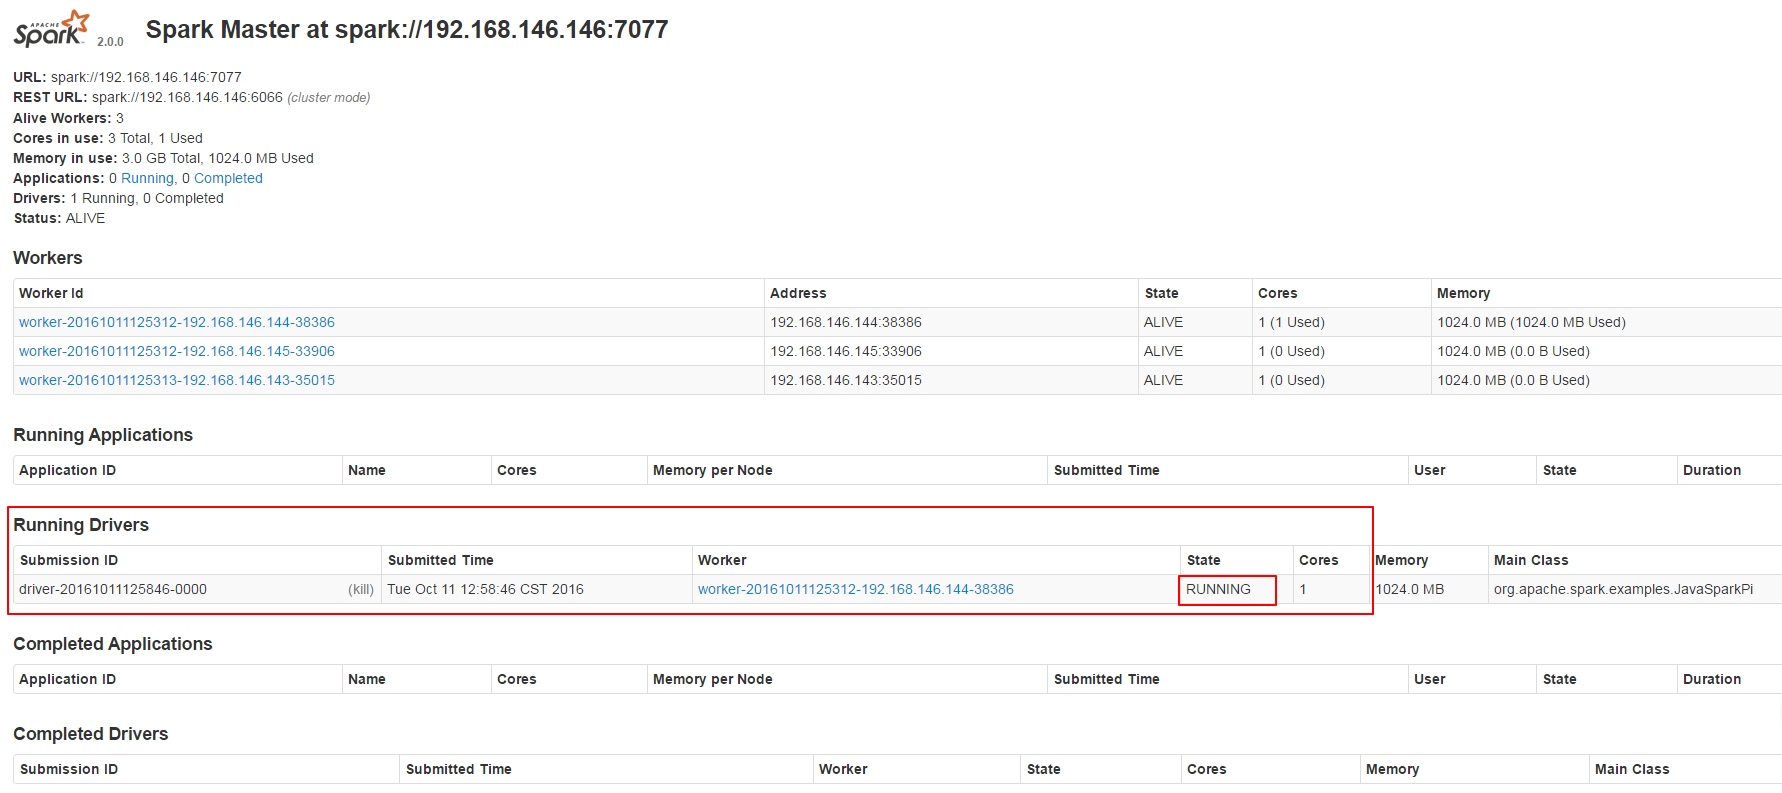 APACHE
Spark 2.0.0 Spark Master at spark://192.168.146.146:7077
URL: spark://192.168.146.146:7077
REST URL: spark://192.168.146.146:6066 (cluster mode)
Alive Workers: 3
Cores in use: 3 Total, 1 Used
Memory in use: 3.0 GB Total, 1024.0 MB Used
Applications: 0 Running, 0 Completed
Drivers: 1 Running, 0 Completed
Status: ALIVE
Workers
Worker Id Address State Cores Memory
worker-20161011125312-192.168.146.144-38386 192.168.146.144:38386 ALIVE 1 (1 Used) 1024.0 MB (1024.0 MB Used)
worker-20161011125312-192.168.146.145-33906 192.168.146.145:33906 ALIVE 1 (0 Used) 1024.0 MB (0.0 B Used)
worker-20161011125313-192.168.146.143-35015 192.168.146.143:35015 ALIVE 1 (0 Used) 1024.0 MB (0.0 B Used)
Running Applications
Application ID Name Cores Memory per Node Submitted Time User State Duration
Running Drivers
Submission ID Submitted Time Worker State Cores Memory Main Class
driver-20161011125846-0000 (kill) Tue Oct 11 12:58:46 CST 2016 worker-20161011125312-192.168.146.144-38386 RUNNING 1 1024.0 MB org.apache.spark.examples.JavaSparkPi
Completed Applications
Application ID Name Cores Memory per Node Submitted Time User State Duration
Completed Drivers
Submission ID Submitted Time Worker State Cores Memory Main Class